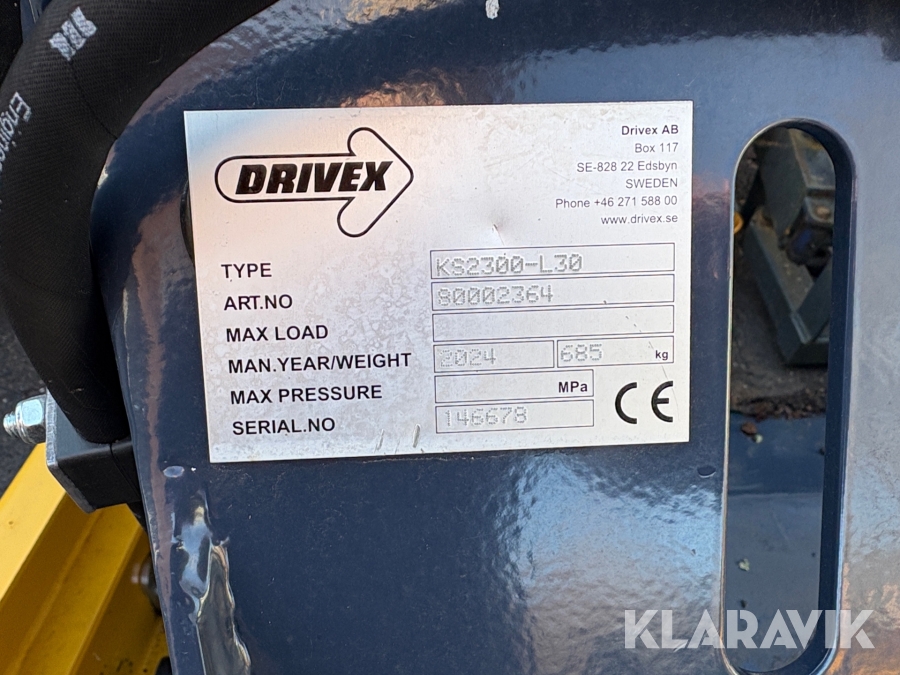 Engineer
DRIVEX
Drivex AB
Box 117
SE-828 22 Edsbyn
SWEDEN
Phone +46 271 588 00
www.drivex.se
TYPE KS2300-L30
ART.NO 80002364
MAX LOAD
MAN.YEAR/WEIGHT 2024 685 kg
MAX PRESSURE MPa
SERIAL.NO 146678
CE
KLARAVIK